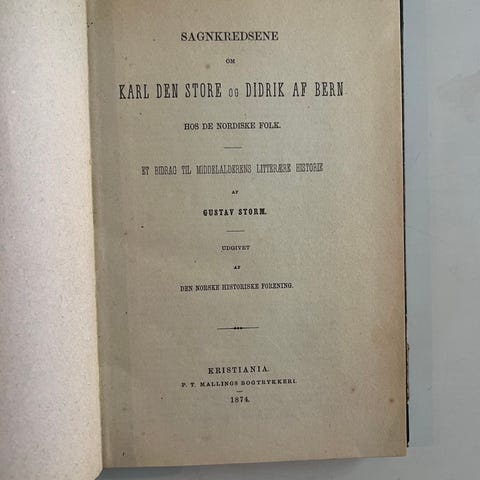 SAGNKREDSENE
OM
KARL DEN STORE OG DIDRIK AF BERN
HOS DE NORDISKE FOLK.
ET BIDRAG TIL MIDDELALDERENS LITTERÆRE HISTORIE
AF
GUSTAV STORM.
UDGIVET
AF
DEN NORSKE HISTORISKE FORENING.
KRISTIANIA.
P. T. MALLINGS BOGTRYKKERI.
1874.